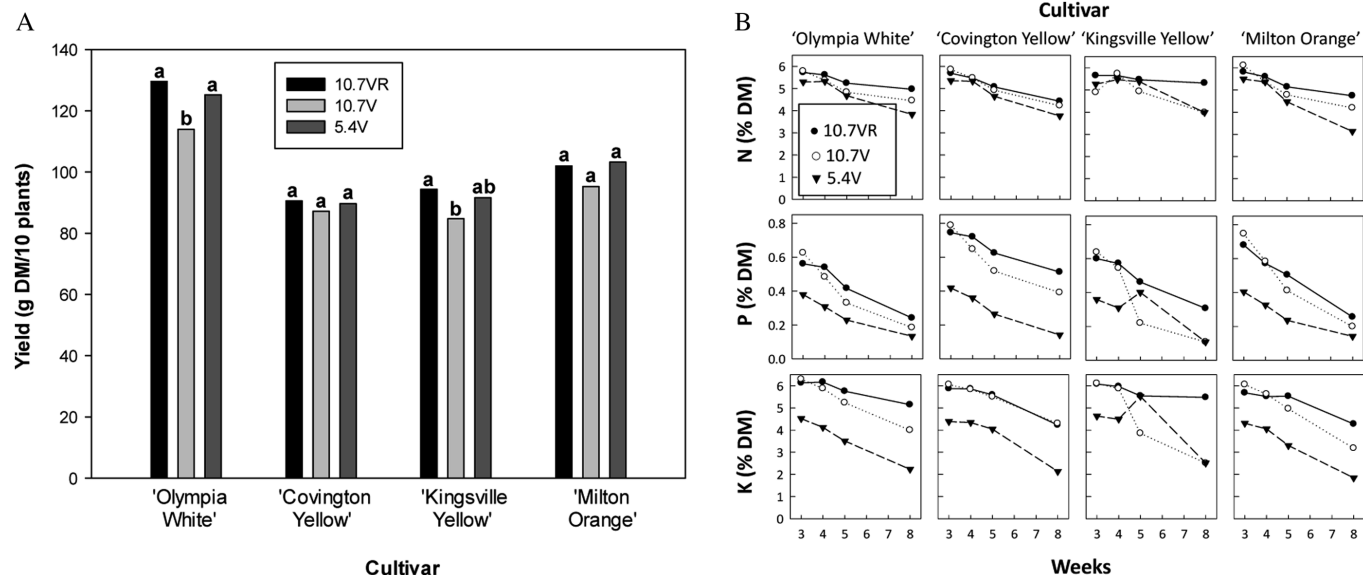 A
140
120
100
80
60
40
20
0
Yield (g DM/10 plants)
10.7VR
10.7V
5.4V
a
b
a
a
a
a
a
b
ab
a
a
a
'Olympia
White'
'Covington
Yellow'
'Kingsville
Yellow'
'Milton
Orange'
Cultivar
B
Cultivar
‘Olympia White’ ‘Covington Yellow’ ‘Kingsville Yellow’ ‘Milton Orange’
N (% DM)
6
5
4
3
2
1
0
10.7VR
10.7V
5.4V
P (% DM)
0.8
0.6
0.4
0.2
0.0
K (% DM)
6
5
4
3
2
1
0
3 4 5 6 7 8 3 4 5 6 7 8 3 4 5 6 7 8 3 4 5 6 7 8
Weeks